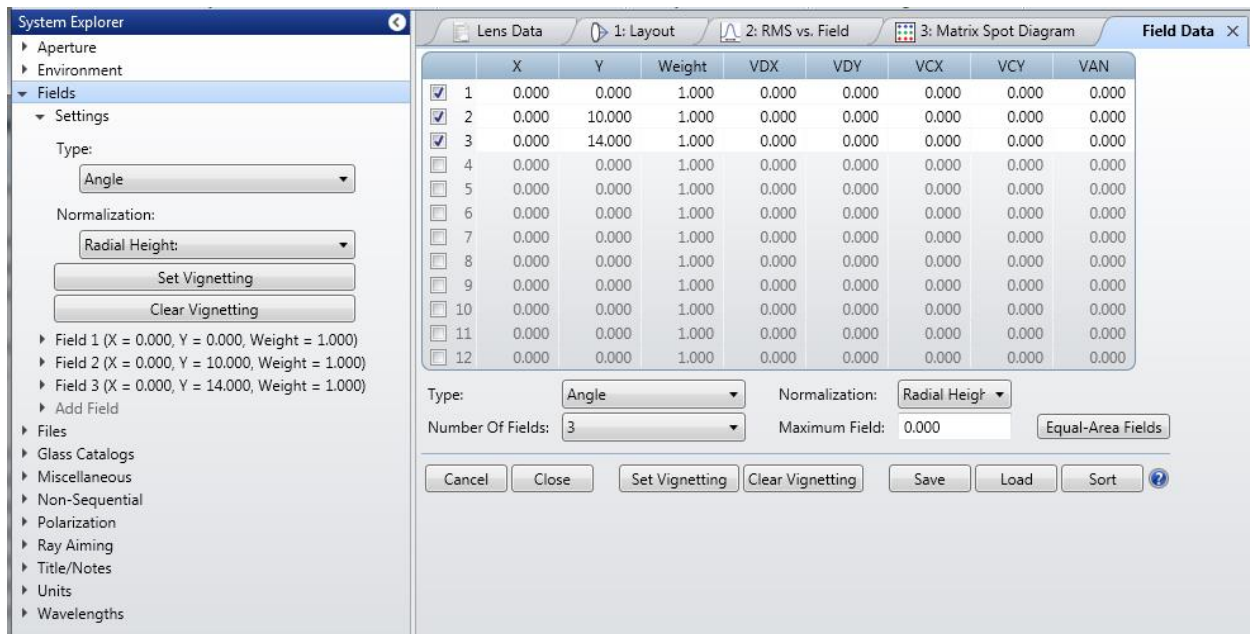 System Explorer
Aperture
Environment
Fields
Settings
Type:
Angle
Normalization:
Radial Height:
Set Vignetting
Clear Vignetting
Field 1 (X = 0.000, Y = 0.000, Weight = 1.000)
Field 2 (X = 0.000, Y = 10.000, Weight = 1.000)
Field 3 (X = 0.000, Y = 14.000, Weight = 1.000)
Add Field
Files
Glass Catalogs
Miscellaneous
Non-Sequential
Polarization
Ray Aiming
Title/Notes
Units
Wavelengths
Lens Data 1: Layout 2: RMS vs. Field 3: Matrix Spot Diagram Field Data ×
X Y Weight VDX VDY VCX VCY VAN
1 0.000 0.000 1.000 0.000 0.000 0.000 0.000 0.000
2 0.000 10.000 1.000 0.000 0.000 0.000 0.000 0.000
3 0.000 14.000 1.000 0.000 0.000 0.000 0.000 0.000
4 0.000 0.000 1.000 0.000 0.000 0.000 0.000 0.000
5 0.000 0.000 1.000 0.000 0.000 0.000 0.000 0.000
6 0.000 0.000 1.000 0.000 0.000 0.000 0.000 0.000
7 0.000 0.000 1.000 0.000 0.000 0.000 0.000 0.000
8 0.000 0.000 1.000 0.000 0.000 0.000 0.000 0.000
9 0.000 0.000 1.000 0.000 0.000 0.000 0.000 0.000
10 0.000 0.000 1.000 0.000 0.000 0.000 0.000 0.000
11 0.000 0.000 1.000 0.000 0.000 0.000 0.000 0.000
12 0.000 0.000 1.000 0.000 0.000 0.000 0.000 0.000
Type: Angle Normalization: Radial Heigh
Number Of Fields: 3 Maximum Field: 0.000 Equal-Area Fields
Cancel Close Set Vignetting Clear Vignetting Save Load Sort ?